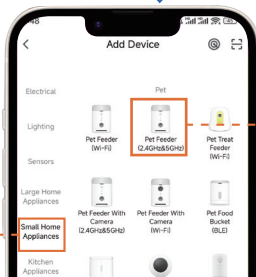 Add Device
Electrical
Pet
Lighting
Pet Feeder
(Wi-Fi)
Pet Feeder
(2.4GHz&5GHz)
Pet Treat
Feeder
(Wi-Fi)
Sensors
Large Home
Appliances
Pet Feeder With
Camera
(2.4GHz&5GHz)
Pet Feeder With
Camera
(Wi-Fi)
Pet Food
Bucket
(BLE)
Small Home
Appliances
Kitchen
Appliances